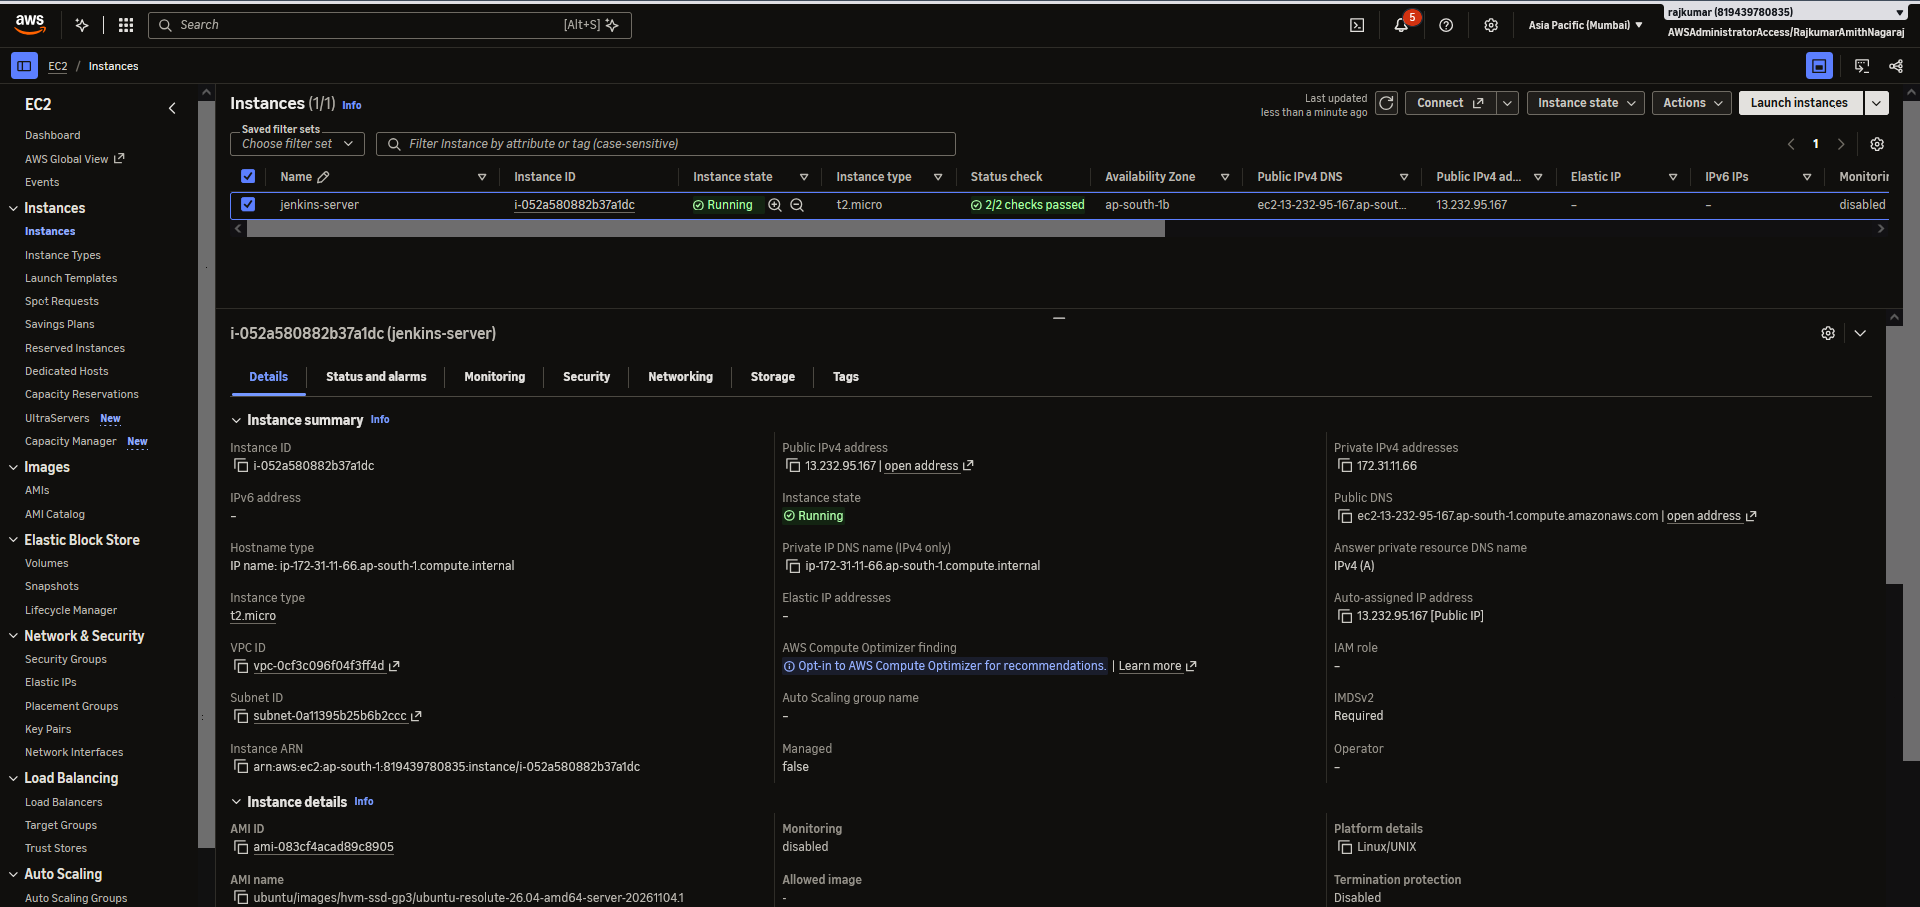 aws
Search [Alt+S]
5
Asia Pacific (Mumbai)
rajkumar (819439780835)
AWSAdministratorAccess/RajkumarAmithNagaraj
EC2 / Instances
EC2
Dashboard
AWS Global View
Events
Instances
Instances
Instance Types
Launch Templates
Spot Requests
Savings Plans
Reserved Instances
Dedicated Hosts
Capacity Reservations
UltraServers New
Capacity Manager New
Images
AMIs
AMI Catalog
Elastic Block Store
Volumes
Snapshots
Lifecycle Manager
Network & Security
Security Groups
Elastic IPs
Placement Groups
Key Pairs
Network Interfaces
Load Balancing
Load Balancers
Target Groups
Trust Stores
Auto Scaling
Auto Scaling Groups
Instances (1/1) Info
Last updated
less than a minute ago
Connect
Instance state
Actions
Launch instances
Saved filter sets
Choose filter set
Filter Instance by attribute or tag (case-sensitive)
1
Name Instance ID Instance state Instance type Status check Availability Zone Public IPv4 DNS Public IPv4 ad... Elastic IP IPv6 IPs Monitorin
jenkins-server i-052a580882b37a1dc Running t2.micro 2/2 checks passed ap-south-1b ec2-13-232-95-167.ap-sout... 13.232.95.167 – – disabled
i-052a580882b37a1dc (jenkins-server)
Details Status and alarms Monitoring Security Networking Storage Tags
Instance summary Info
Instance ID
i-052a580882b37a1dc
Public IPv4 address
13.232.95.167 | open address
Private IPv4 addresses
172.31.11.66
IPv6 address
–
Instance state
Running
Public DNS
ec2-13-232-95-167.ap-south-1.compute.amazonaws.com | open address
Hostname type
IP name: ip-172-31-11-66.ap-south-1.compute.internal
Private IP DNS name (IPv4 only)
ip-172-31-11-66.ap-south-1.compute.internal
Answer private resource DNS name
IPv4 (A)
Instance type
t2.micro
Elastic IP addresses
–
Auto-assigned IP address
13.232.95.167 [Public IP]
VPC ID
vpc-0cf3c096f04f3ff4d
AWS Compute Optimizer finding
Opt-in to AWS Compute Optimizer for recommendations. | Learn more
IAM role
–
Subnet ID
subnet-0a11395b25b6b2ccc
Auto Scaling group name
–
IMDSv2
Required
Instance ARN
arn:aws:ec2:ap-south-1:819439780835:instance/i-052a580882b37a1dc
Managed
false
Operator
–
Instance details Info
AMI ID
ami-083cf4acad89c8905
Monitoring
disabled
Platform details
Linux/UNIX
AMI name
ubuntu/images/hvm-ssd-gp3/ubuntu-resolute-26.04-amd64-server-20261104.1
Allowed image
-
Termination protection
Disabled